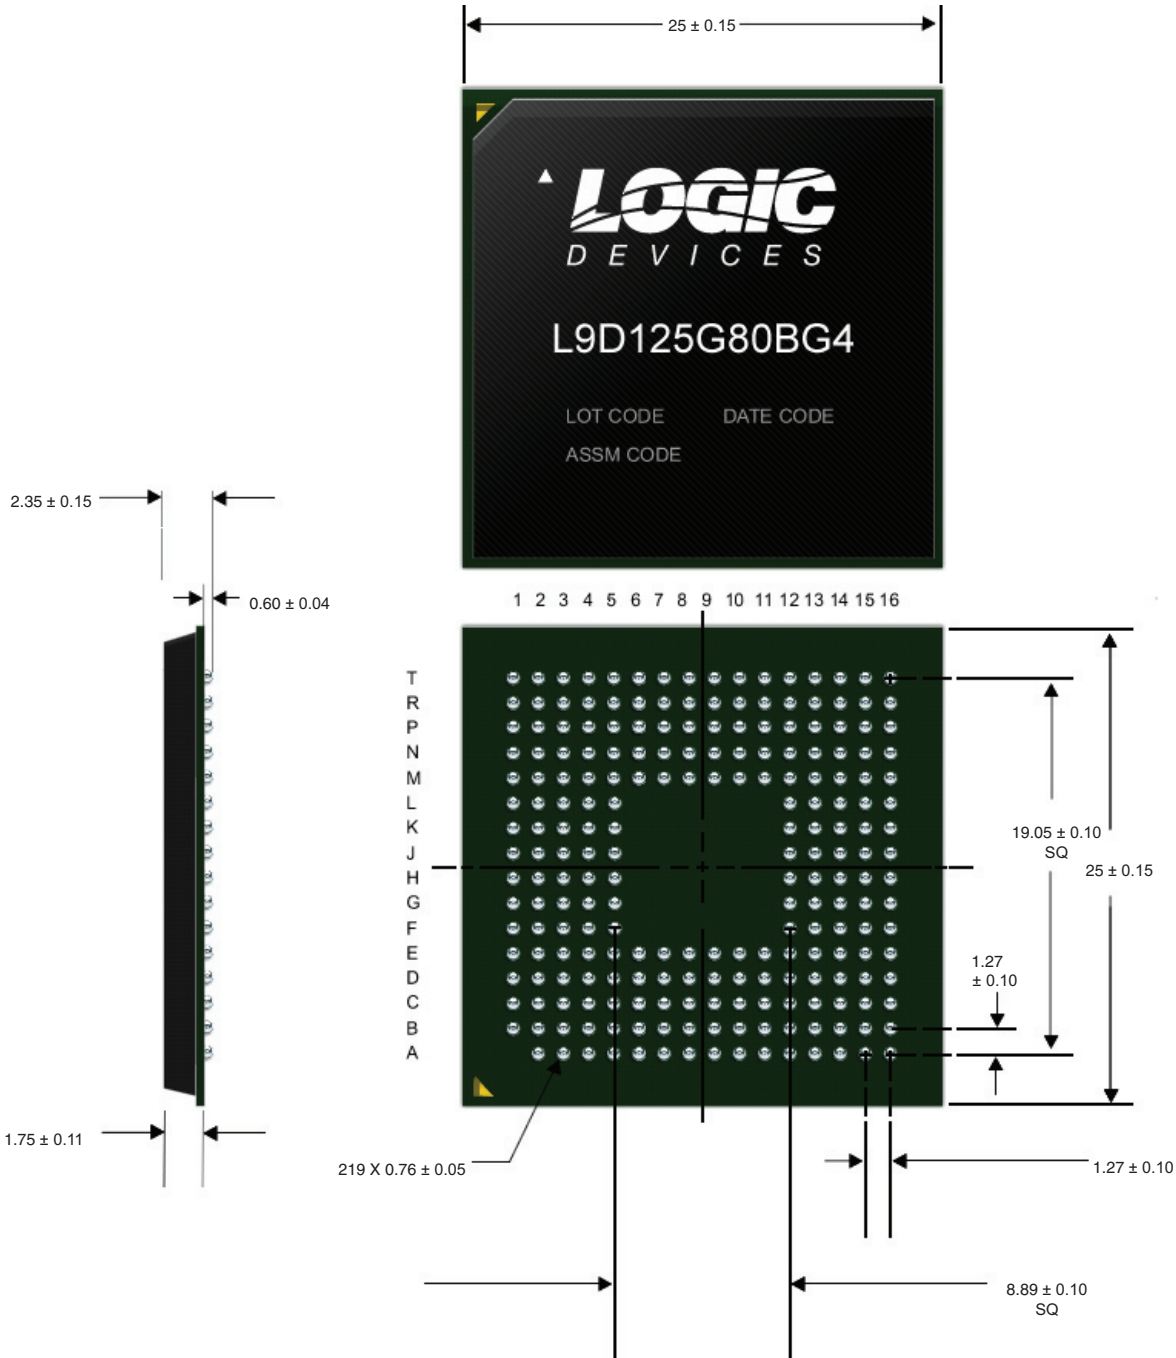 25 ± 0.15
LOGIC
DEVICES
L9D125G80BG4
LOT CODE DATE CODE
ASSM CODE
2.35 ± 0.15
0.60 ± 0.04
1 2 3 4 5 6 7 8 9 10 11 12 13 14 15 16
T
R
P
N
M
L
K
J
H
G
F
E
D
C
B
A
19.05 ± 0.10
SQ
25 ± 0.15
1.27
± 0.10
1.75 ± 0.11
219 X 0.76 ± 0.05
1.27 ± 0.10
8.89 ± 0.10
SQ